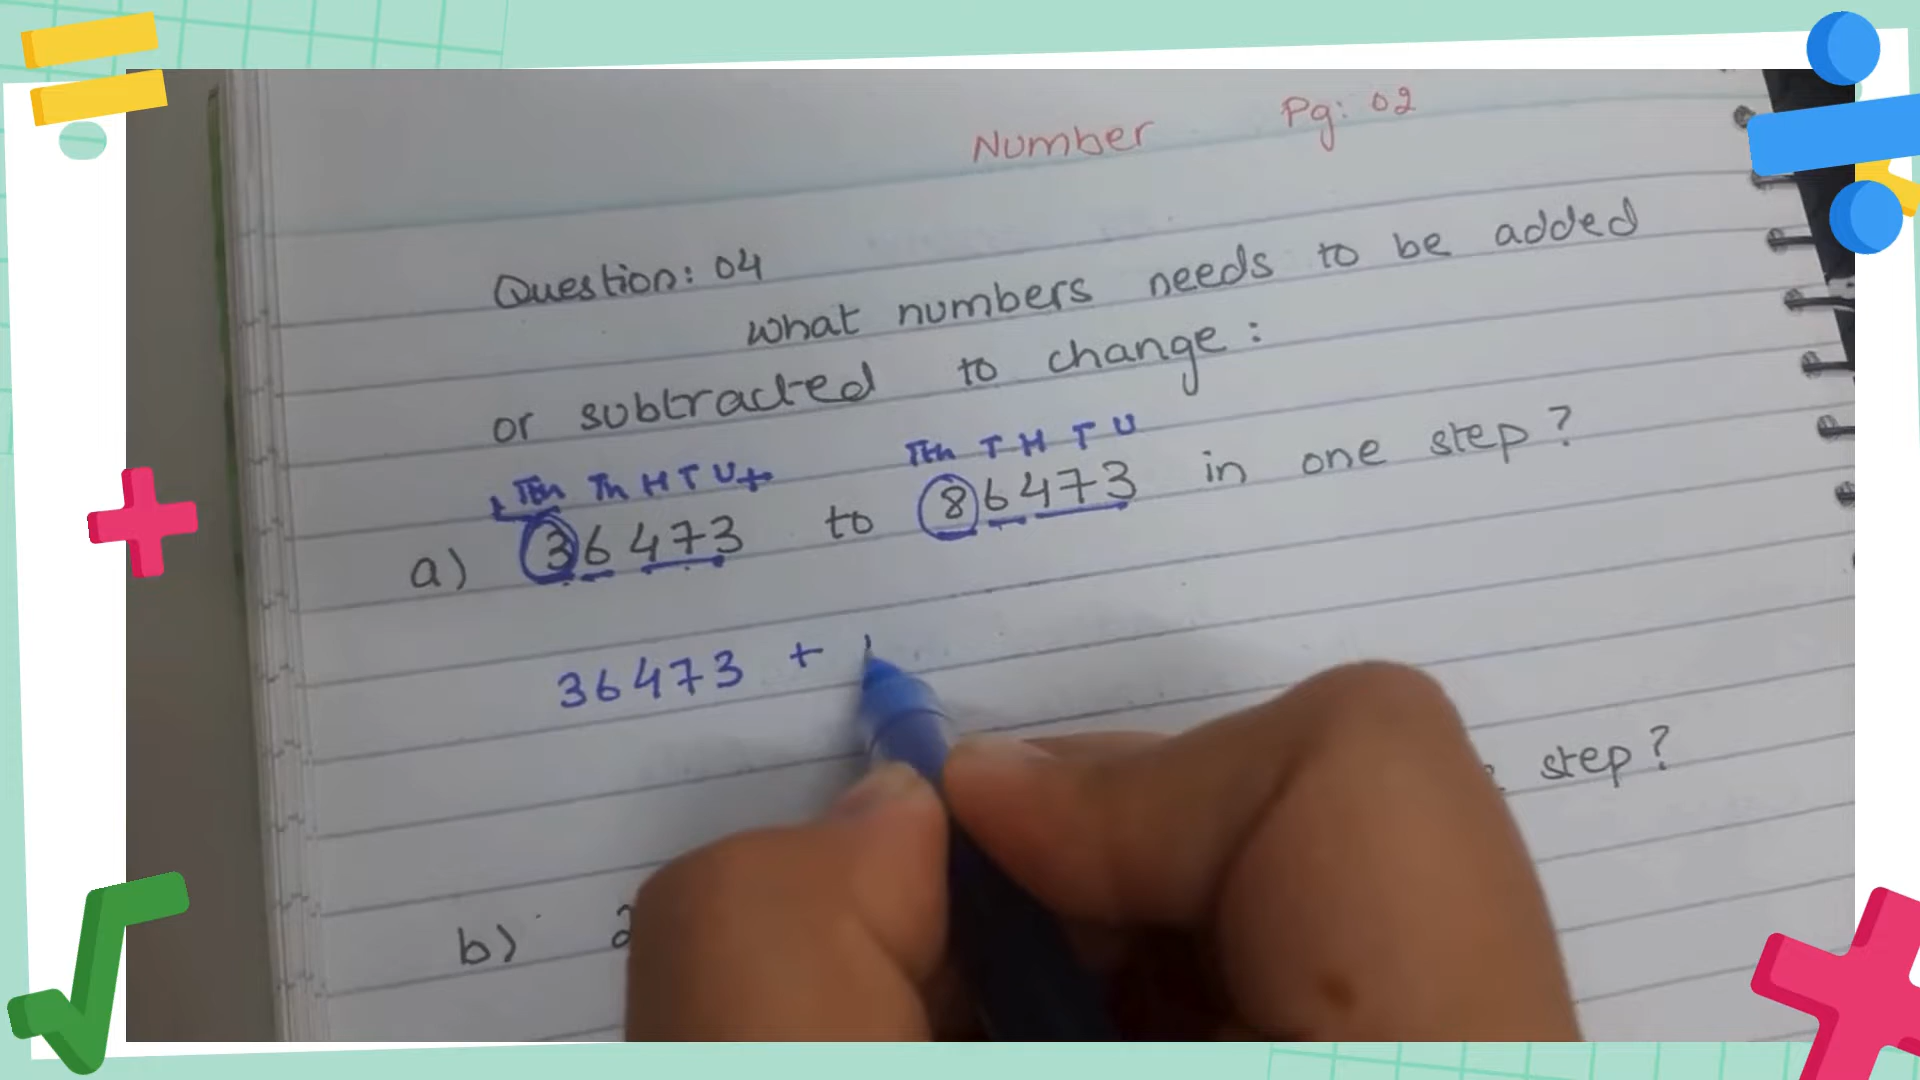 Number Pg: 02
Question: 04
What numbers needs to be added
or subtracted to change:
Tth Th H T U Tth T H T U
a) 36473 to 86473 in one step?
36473 +
step?
b) 2